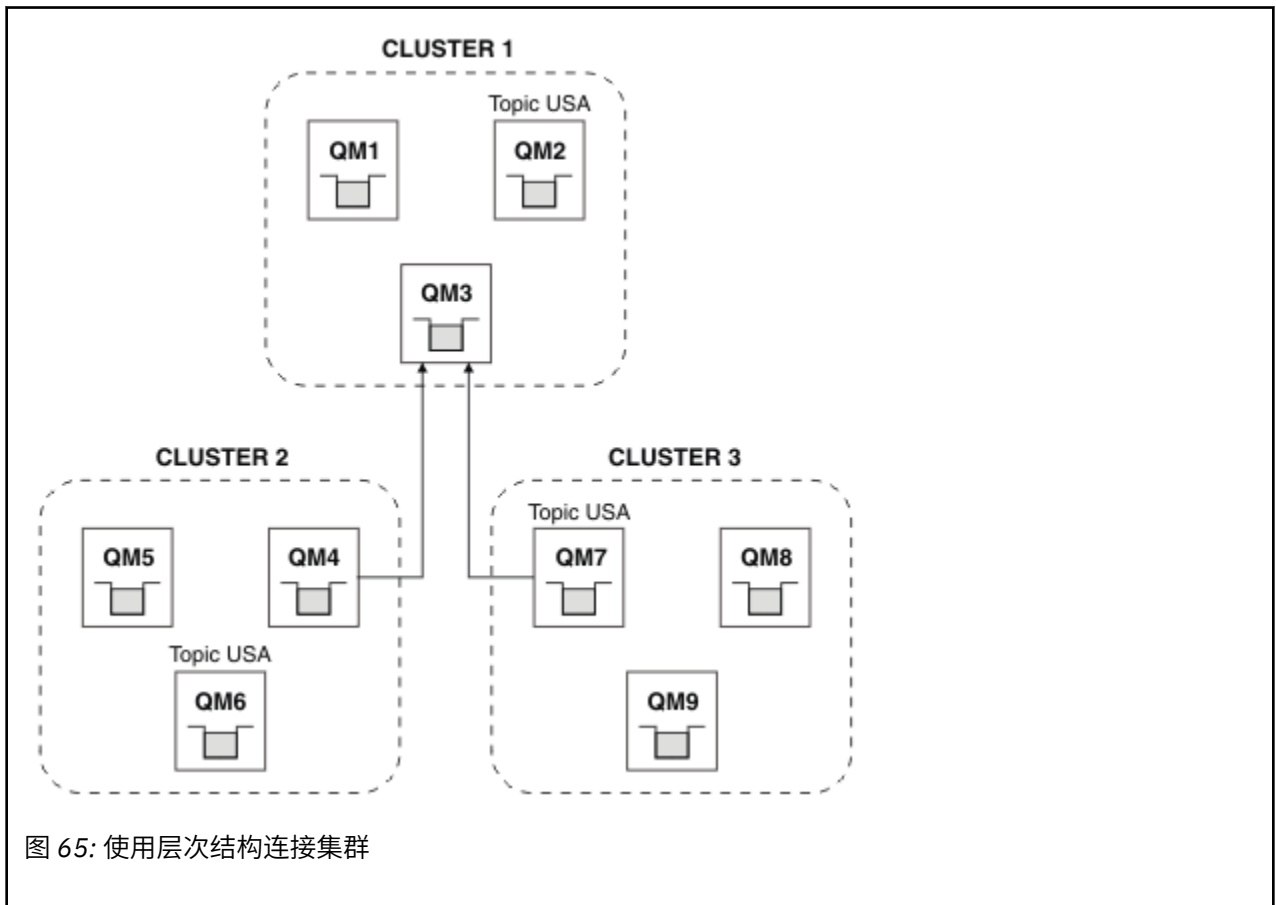 CLUSTER 1
Topic USA
QM1
QM2
QM3
CLUSTER 2
CLUSTER 3
Topic USA
QM5
QM4
QM7
QM8
Topic USA
QM6
QM9
图 65: 使用层次结构连接集群